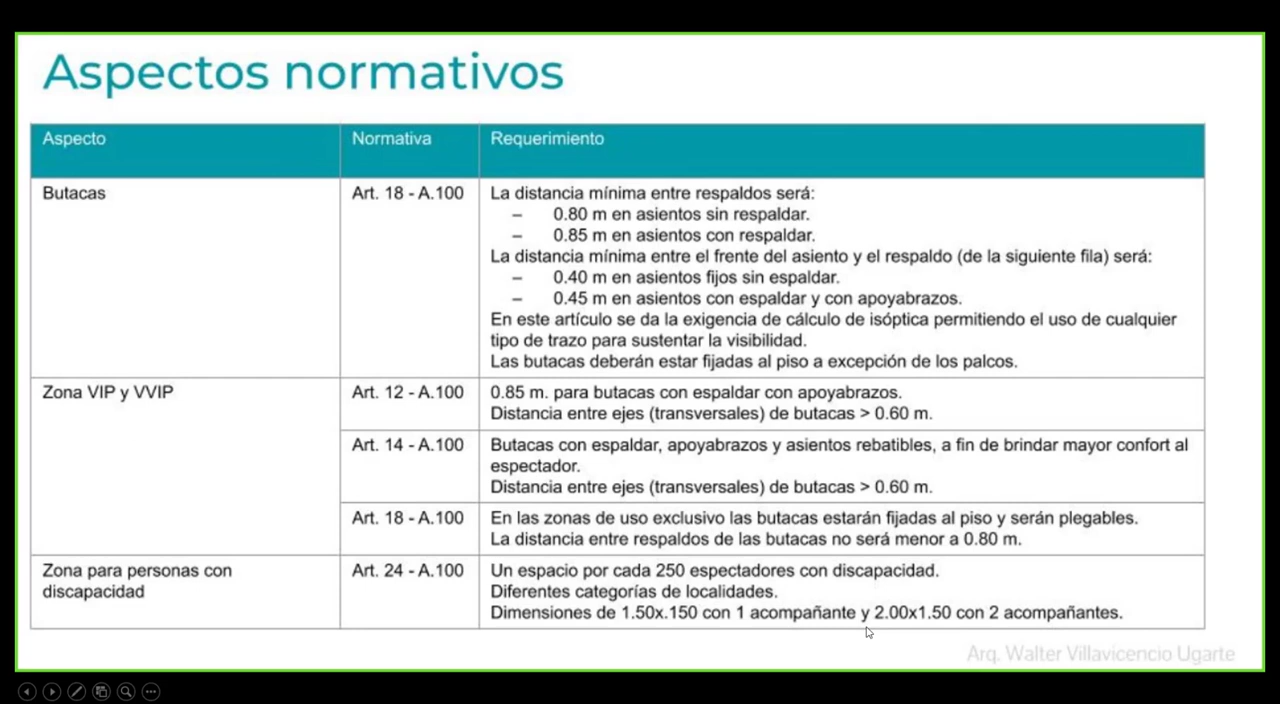 Aspectos normativos
Aspecto
Normativa
Requerimiento
Butacas
Art. 18 - A.100
La distancia mínima entre respaldos será:
– 0.80 m en asientos sin respaldar.
– 0.85 m en asientos con respaldar.
La distancia mínima entre el frente del asiento y el respaldo (de la siguiente fila) será:
– 0.40 m en asientos fijos sin espaldar.
– 0.45 m en asientos con espaldar y con apoyabrazos.
En este artículo se da la exigencia de cálculo de isóptica permitiendo el uso de cualquier
tipo de trazo para sustentar la visibilidad.
Las butacas deberán estar fijadas al piso a excepción de los palcos.
Zona VIP y VVIP
Art. 12 - A.100
0.85 m. para butacas con espaldar con apoyabrazos.
Distancia entre ejes (transversales) de butacas > 0.60 m.
Art. 14 - A.100
Butacas con espaldar, apoyabrazos y asientos rebatibles, a fin de brindar mayor confort al
espectador.
Distancia entre ejes (transversales) de butacas > 0.60 m.
Art. 18 - A.100
En las zonas de uso exclusivo las butacas estarán fijadas al piso y serán plegables.
La distancia entre respaldos de las butacas no será menor a 0.80 m.
Zona para personas con
discapacidad
Art. 24 - A.100
Un espacio por cada 250 espectadores con discapacidad.
Diferentes categorías de localidades.
Dimensiones de 1.50x.150 con 1 acompañante y 2.00x1.50 con 2 acompañantes.
Arq. Walter Villavicencio Ugarte